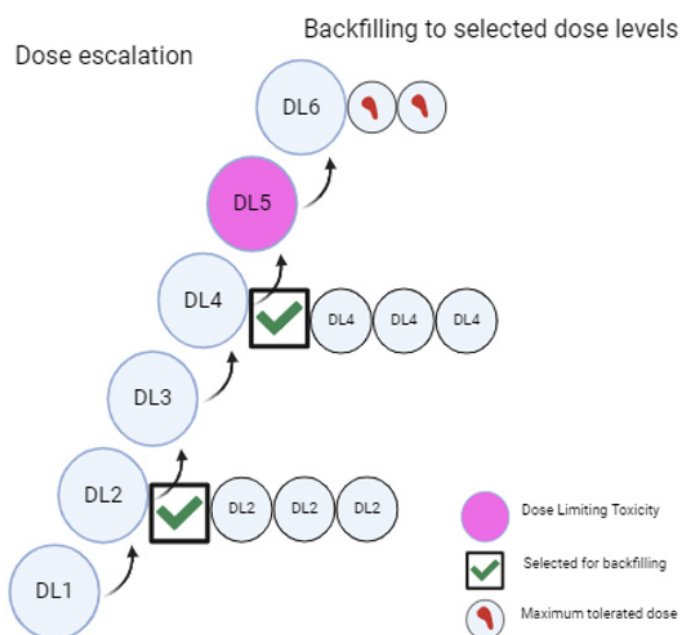 Backfilling to selected dose levels
Dose escalation
DL6
DL5
DL4
DL4 DL4 DL4
DL3
DL2
DL2 DL2 DL2
DL1
Dose Limiting Toxicity
Selected for backfilling
Maximum tolerated dose